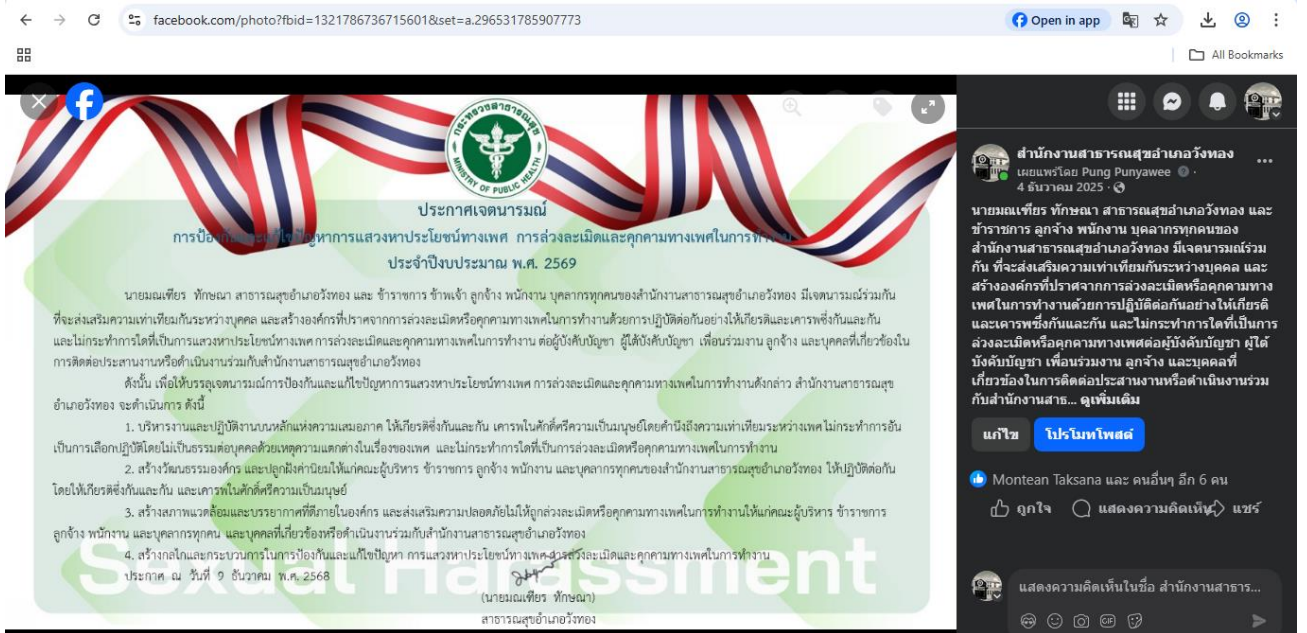 facebook.com/photo?fbid=1321786736715601&set=a.296531785907773
Open in app
All Bookmarks
กระทรวงสาธารณสุข
MINISTRY OF PUBLIC HEALTH
ประกาศเจตนารมณ์
การป้องกันและแก้ไขปัญหาการแสวงหาประโยชน์ทางเพศ การล่วงละเมิดและคุกคามทางเพศในการทำงาน
ประจำปีงบประมาณ พ.ศ. 2569
นายมณเฑียร ทักษณา สาธารณสุขอำเภอวังทอง และ ข้าราชการ ข้าพเจ้า ลูกจ้าง พนักงาน บุคลากรทุกคนของสำนักงานสาธารณสุขอำเภอวังทอง มีเจตนารมณ์ร่วมกัน
ที่จะส่งเสริมความเท่าเทียมกันระหว่างบุคคล และสร้างองค์กรที่ปราศจากการล่วงละเมิดหรือคุกคามทางเพศในการทำงานด้วยการปฏิบัติต่อกันอย่างให้เกียรติและเคารพซึ่งกันและกัน
และไม่กระทำการใดที่เป็นการแสวงหาประโยชน์ทางเพศ การล่วงละเมิดและคุกคามทางเพศในการทำงาน ต่อผู้บังคับบัญชา ผู้ใต้บังคับบัญชา เพื่อนร่วมงาน ลูกจ้าง และบุคคลที่เกี่ยวข้องใน
การติดต่อประสานงานหรือดำเนินงานร่วมกับสำนักงานสาธารณสุขอำเภอวังทอง
ดังนั้น เพื่อให้บรรลุเจตนารมณ์การป้องกันและแก้ไขปัญหาการแสวงหาประโยชน์ทางเพศ การล่วงละเมิดและคุกคามทางเพศในการทำงานดังกล่าว สำนักงานสาธารณสุข
อำเภอวังทอง จะดำเนินการ ดังนี้
1. บริหารงานและปฏิบัติงานบนหลักแห่งความเสมอภาค ให้เกียรติซึ่งกันและกัน เคารพในศักดิ์ศรีความเป็นมนุษย์โดยคำนึงถึงความเท่าเทียมระหว่างเพศ ไม่กระทำการอัน
เป็นการเลือกปฏิบัติโดยไม่เป็นธรรมต่อบุคคลด้วยเหตุความแตกต่างในเรื่องของเพศ และไม่กระทำการใดที่เป็นการล่วงละเมิดหรือคุกคามทางเพศในการทำงาน
2. สร้างวัฒนธรรมองค์กร และปลูกฝังค่านิยมให้แก่คณะผู้บริหาร ข้าราชการ ลูกจ้าง พนักงาน และบุคลากรทุกคนของสำนักงานสาธารณสุขอำเภอวังทอง ให้ปฏิบัติต่อกัน
โดยให้เกียรติซึ่งกันและกัน และเคารพในศักดิ์ศรีความเป็นมนุษย์
3. สร้างสภาพแวดล้อมและบรรยากาศที่ดีภายในองค์กร และส่งเสริมความปลอดภัยไม่ให้ถูกล่วงละเมิดหรือคุกคามทางเพศในการทำงานให้แก่คณะผู้บริหาร ข้าราชการ
ลูกจ้าง พนักงาน และบุคลากรทุกคน และบุคคลที่เกี่ยวข้องหรือดำเนินงานร่วมกับสำนักงานสาธารณสุขอำเภอวังทอง
4. สร้างกลไกและกระบวนการในการป้องกันและแก้ไขปัญหา การแสวงหาประโยชน์ทางเพศ การล่วงละเมิดและคุกคามทางเพศในการทำงาน
ประกาศ ณ วันที่ 9 ธันวาคม พ.ศ. 2568
Sexual Harassment
(นายมณเฑียร ทักษณา)
สาธารณสุขอำเภอวังทอง
สำนักงานสาธารณสุขอำเภอวังทอง
เผยแพร่โดย Pung Punyawee
4 ธันวาคม 2025
นายมณเฑียร ทักษณา สาธารณสุขอำเภอวังทอง และ
ข้าราชการ ลูกจ้าง พนักงาน บุคลากรทุกคนของ
สำนักงานสาธารณสุขอำเภอวังทอง มีเจตนารมณ์ร่วม
กัน ที่จะส่งเสริมความเท่าเทียมกันระหว่างบุคคล และ
สร้างองค์กรที่ปราศจากการล่วงละเมิดหรือคุกคามทาง
เพศในการทำงานด้วยการปฏิบัติต่อกันอย่างให้เกียรติ
และเคารพซึ่งกันและกัน และไม่กระทำการใดที่เป็นการ
ล่วงละเมิดหรือคุกคามทางเพศต่อผู้บังคับบัญชา ผู้ใต้
บังคับบัญชา เพื่อนร่วมงาน ลูกจ้าง และบุคคลที่
เกี่ยวข้องในการติดต่อประสานงานหรือดำเนินงานร่วม
กับสำนักงานสาธ... ดูเพิ่มเติม
แก้ไข โปรโมทโพสต์
Montean Taksana และ คนอื่นๆ อีก 6 คน
ถูกใจ แสดงความคิดเห็น แชร์
แสดงความคิดเห็นในชื่อ สำนักงานสาธาร...
GIF